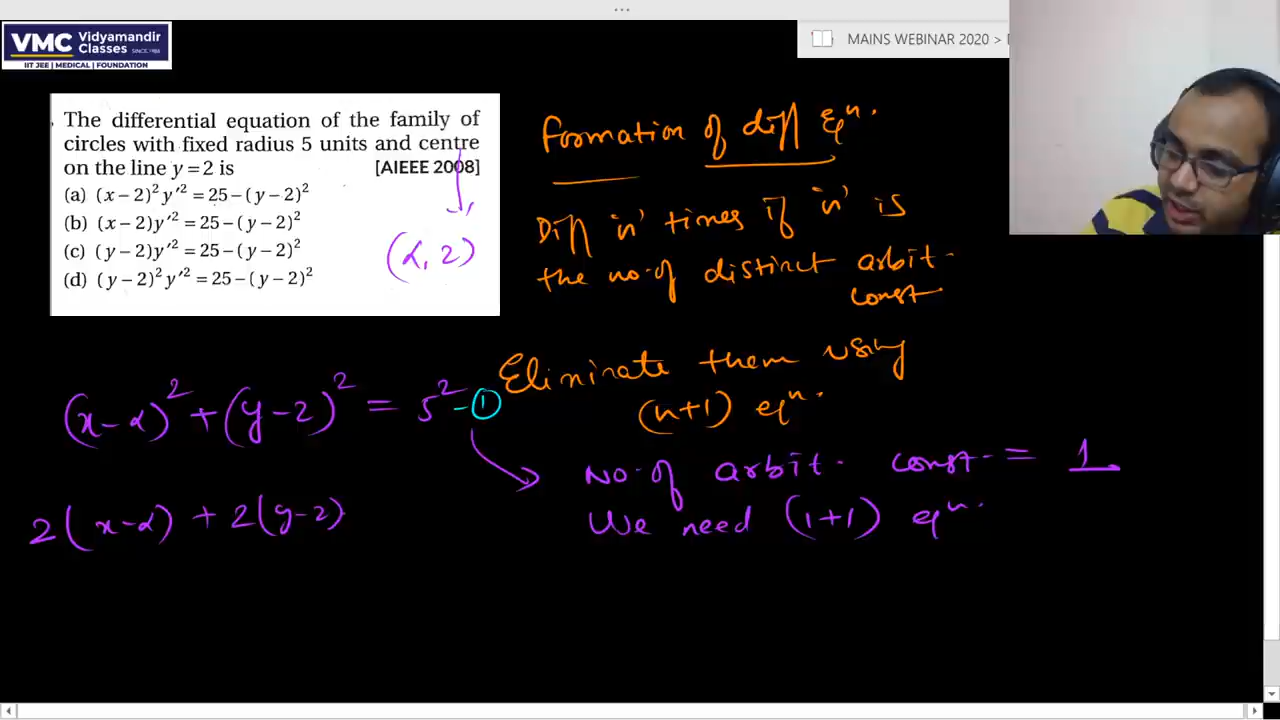 ...
VMC Vidyamandir
Classes SINCE 1986
IIT JEE | MEDICAL | FOUNDATION
MAINS WEBINAR 2020 >
The differential equation of the family of
circles with fixed radius 5 units and centre
on the line y = 2 is [AIEEE 2008]
(a) (x − 2)² y′² = 25 − (y − 2)²
(b) (x − 2)y′² = 25 − (y − 2)²
(c) (y − 2)y′² = 25 − (y − 2)²
(d) (y − 2)² y′² = 25 − (y − 2)²
(α, 2)
Formation of diff Eqⁿ.
Diff 'n' times if 'n' is
the no. of distinct arbit.
const
Eliminate them using
(n+1) eqⁿ.
(x-α)² + (y-2)² = 5² - ①
No. of arbit. const. = 1
We need (1+1) eqⁿ.
2(x-α) + 2(y-2)